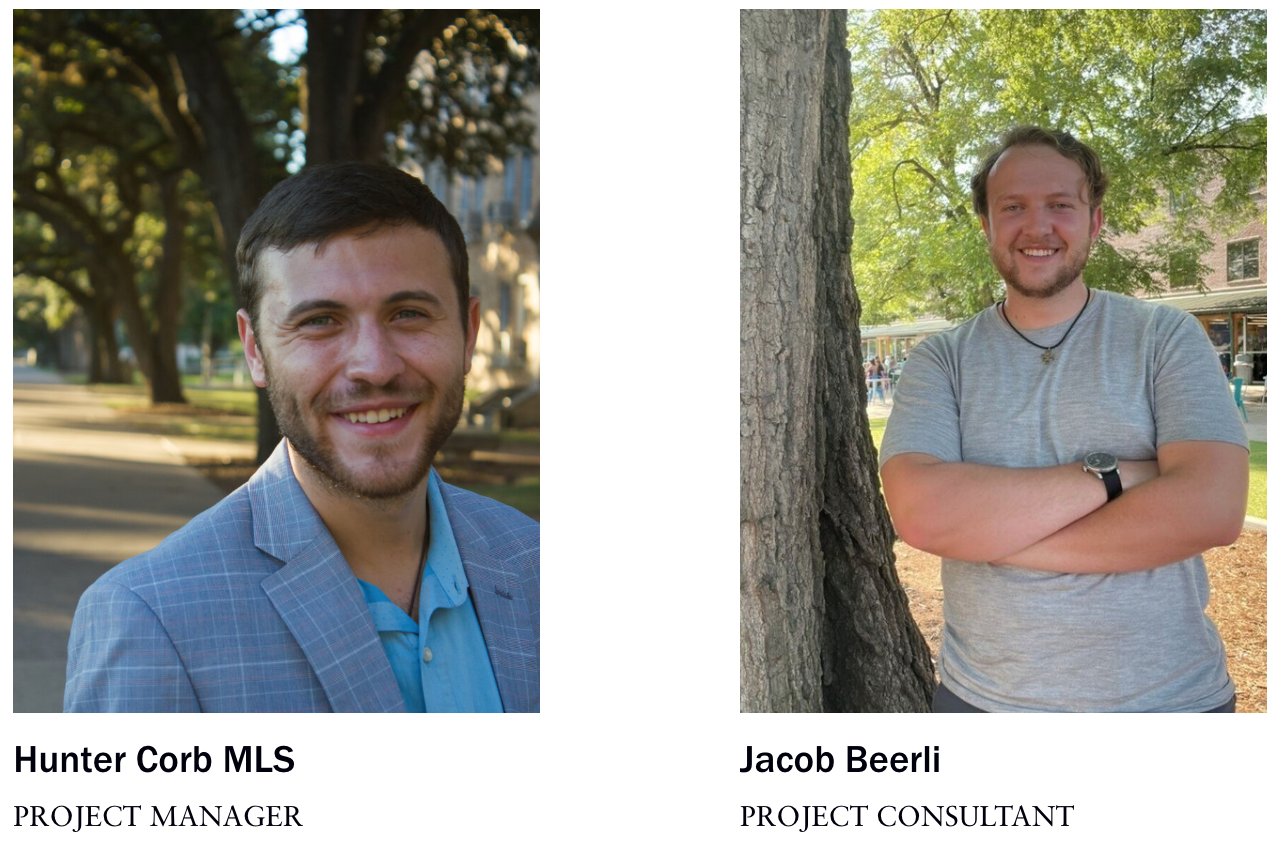 Hunter Corb MLS
PROJECT MANAGER
Jacob Beerli
PROJECT CONSULTANT